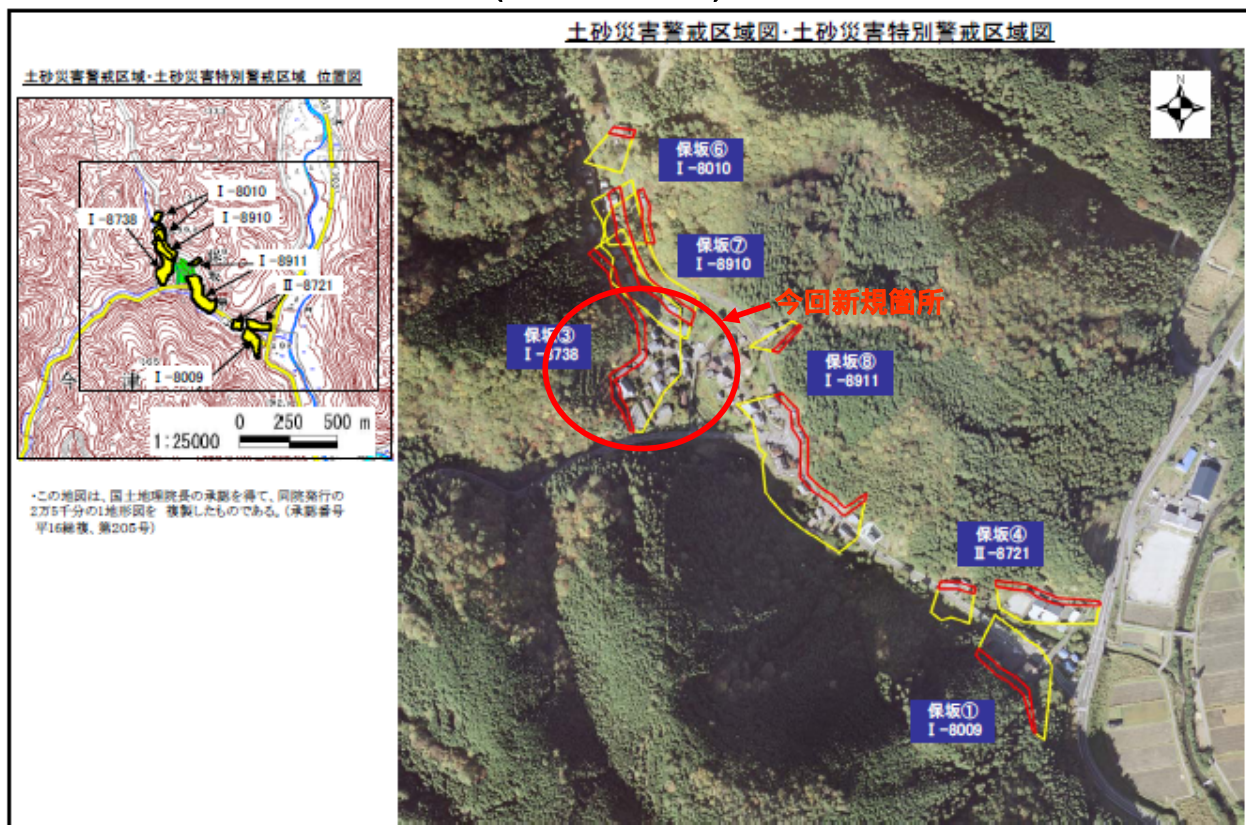 土砂災害警戒区域図・土砂災害特別警戒区域図
土砂災害警戒区域・土砂災害特別警戒区域 位置図
Ⅰ-8010
Ⅰ-8738
Ⅰ-8910
Ⅰ-8911
Ⅱ-8721
Ⅰ-8009
今
津
0 250 500 m
1:25000
・この地図は、国土地理院長の承認を得て、同院発行の
2万5千分の1地形図を 複製したものである。(承認番号
平16総複、第205号)
N
保坂⑥
Ⅰ-8010
保坂⑦
Ⅰ-8910
今回新規箇所
保坂③
Ⅰ-8738
保坂⑧
Ⅰ-8911
保坂④
Ⅱ-8721
保坂①
Ⅰ-8009